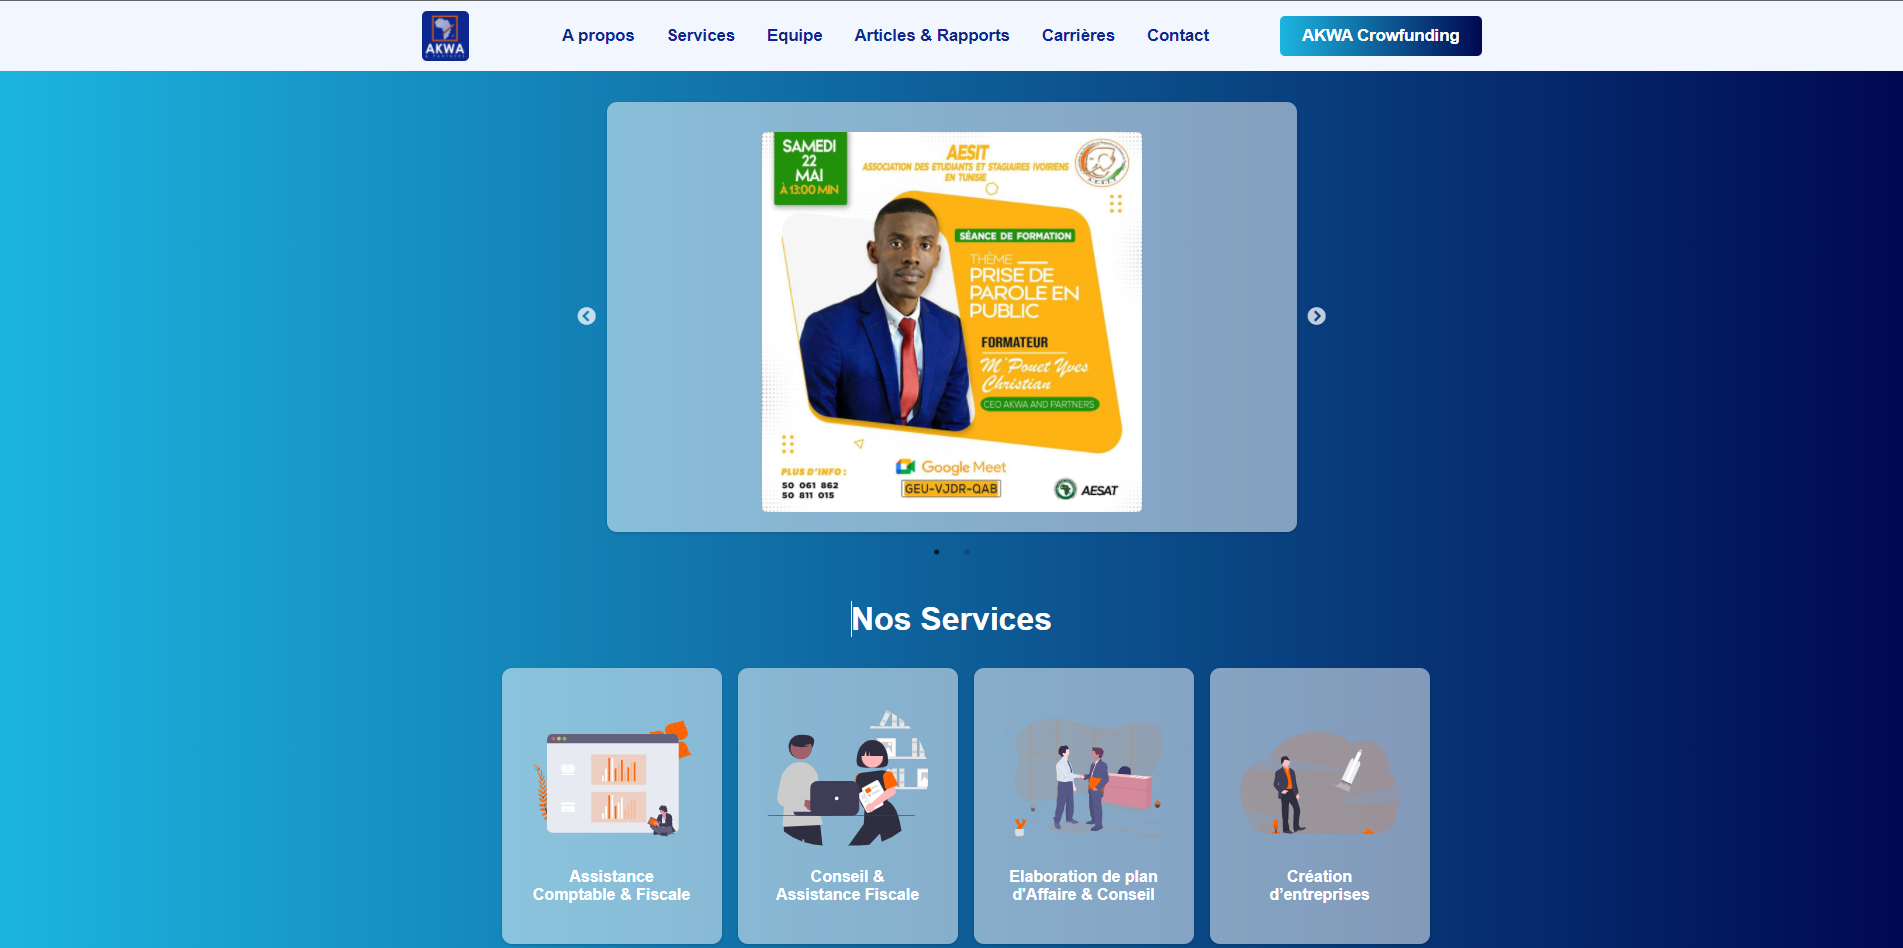 AKWA
& PARTNERS
A propos
Services
Equipe
Articles & Rapports
Carrières
Contact
AKWA Crowfunding
SAMEDI
22
MAI
À 13:00 MIN
AESIT
ASSOCIATION DES ETUDIANTS ET STAGIAIRES IVOIRIENS
EN TUNISIE
SÉANCE DE FORMATION
THÈME
PRISE DE
PAROLE EN
PUBLIC
FORMATEUR
M'Pouet Yves
Christian
CEO AKWA AND PARTNERS
PLUS D'INFO :
50 061 862
50 811 015
Google Meet
GEU-VJDR-QAB
AESAT
Nos Services
Assistance
Comptable & Fiscale
Conseil &
Assistance Fiscale
Elaboration de plan
d'Affaire & Conseil
Création
d’entreprises